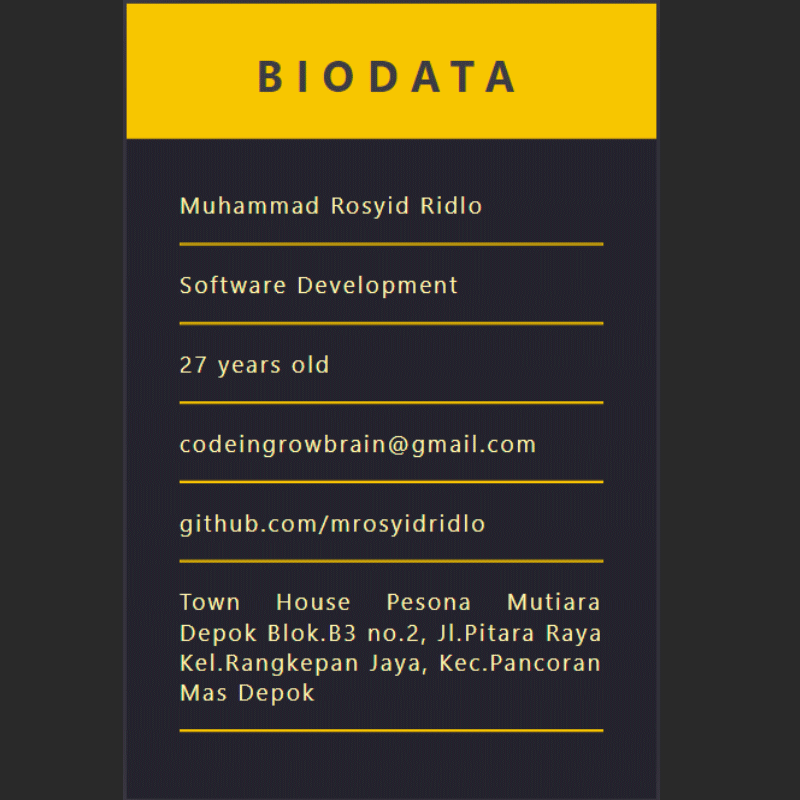 BIODATA
Muhammad Rosyid Ridlo
Software Development
27 years old
codeingrowbrain@gmail.com
github.com/mrosyidridlo
Town House Pesona Mutiara
Depok Blok.B3 no.2, Jl.Pitara Raya
Kel.Rangkepan Jaya, Kec.Pancoran
Mas Depok